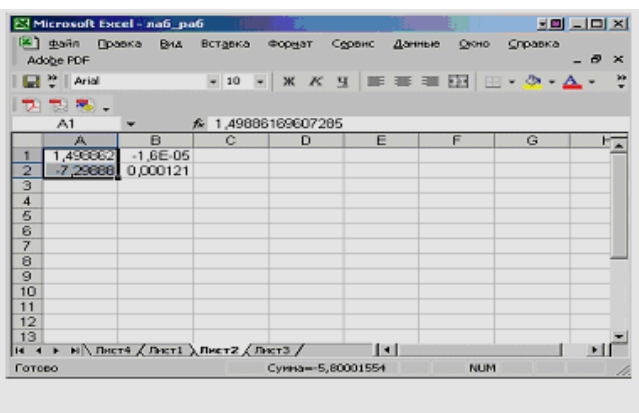 Microsoft Excel - лаб_раб
Файл Правка Вид Вставка Формат Сервис Данные Окно Справка
Adobe PDF
Arial 10 Ж К Ч
A1 fx 1,49886169607285
A B C D E F G H
1 1,498862 -1,6E-05
2 -7,29888 0,000121
3
4
5
6
7
8
9
10
11
12
13
Лист4 Лист1 Лист2 Лист3
Готово Сумма=-5,80001554 NUM